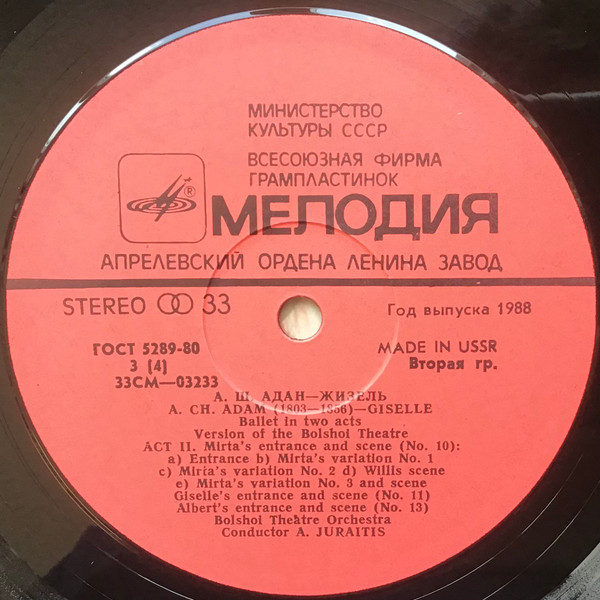 МИНИСТЕРСТВО
КУЛЬТУРЫ СССР
ВСЕСОЮЗНАЯ ФИРМА
ГРАМПЛАСТИНОК
®
МЕЛОДИЯ
АПРЕЛЕВСКИЙ ОРДЕНА ЛЕНИНА ЗАВОД
STEREO 33
Год выпуска 1988
ГОСТ 5289-80
MADE IN USSR
3 (4)
Вторая гр.
33СМ—03233
А. Ш. АДАН—ЖИЗЕЛЬ
A. CH. ADAM (1803—1856)—GISELLE
Ballet in two acts
Version of the Bolshoi Theatre
ACT II. Mirta's entrance and scene (No. 10):
a) Entrance b) Mirta's variation No. 1
c) Mirta's variation No. 2 d) Willis scene
e) Mirta's variation No. 3 and scene
Giselle's entrance and scene (No. 11)
Albert's entrance and scene (No. 13)
Bolshoi Theatre Orchestra
Conductor A. JURAITIS